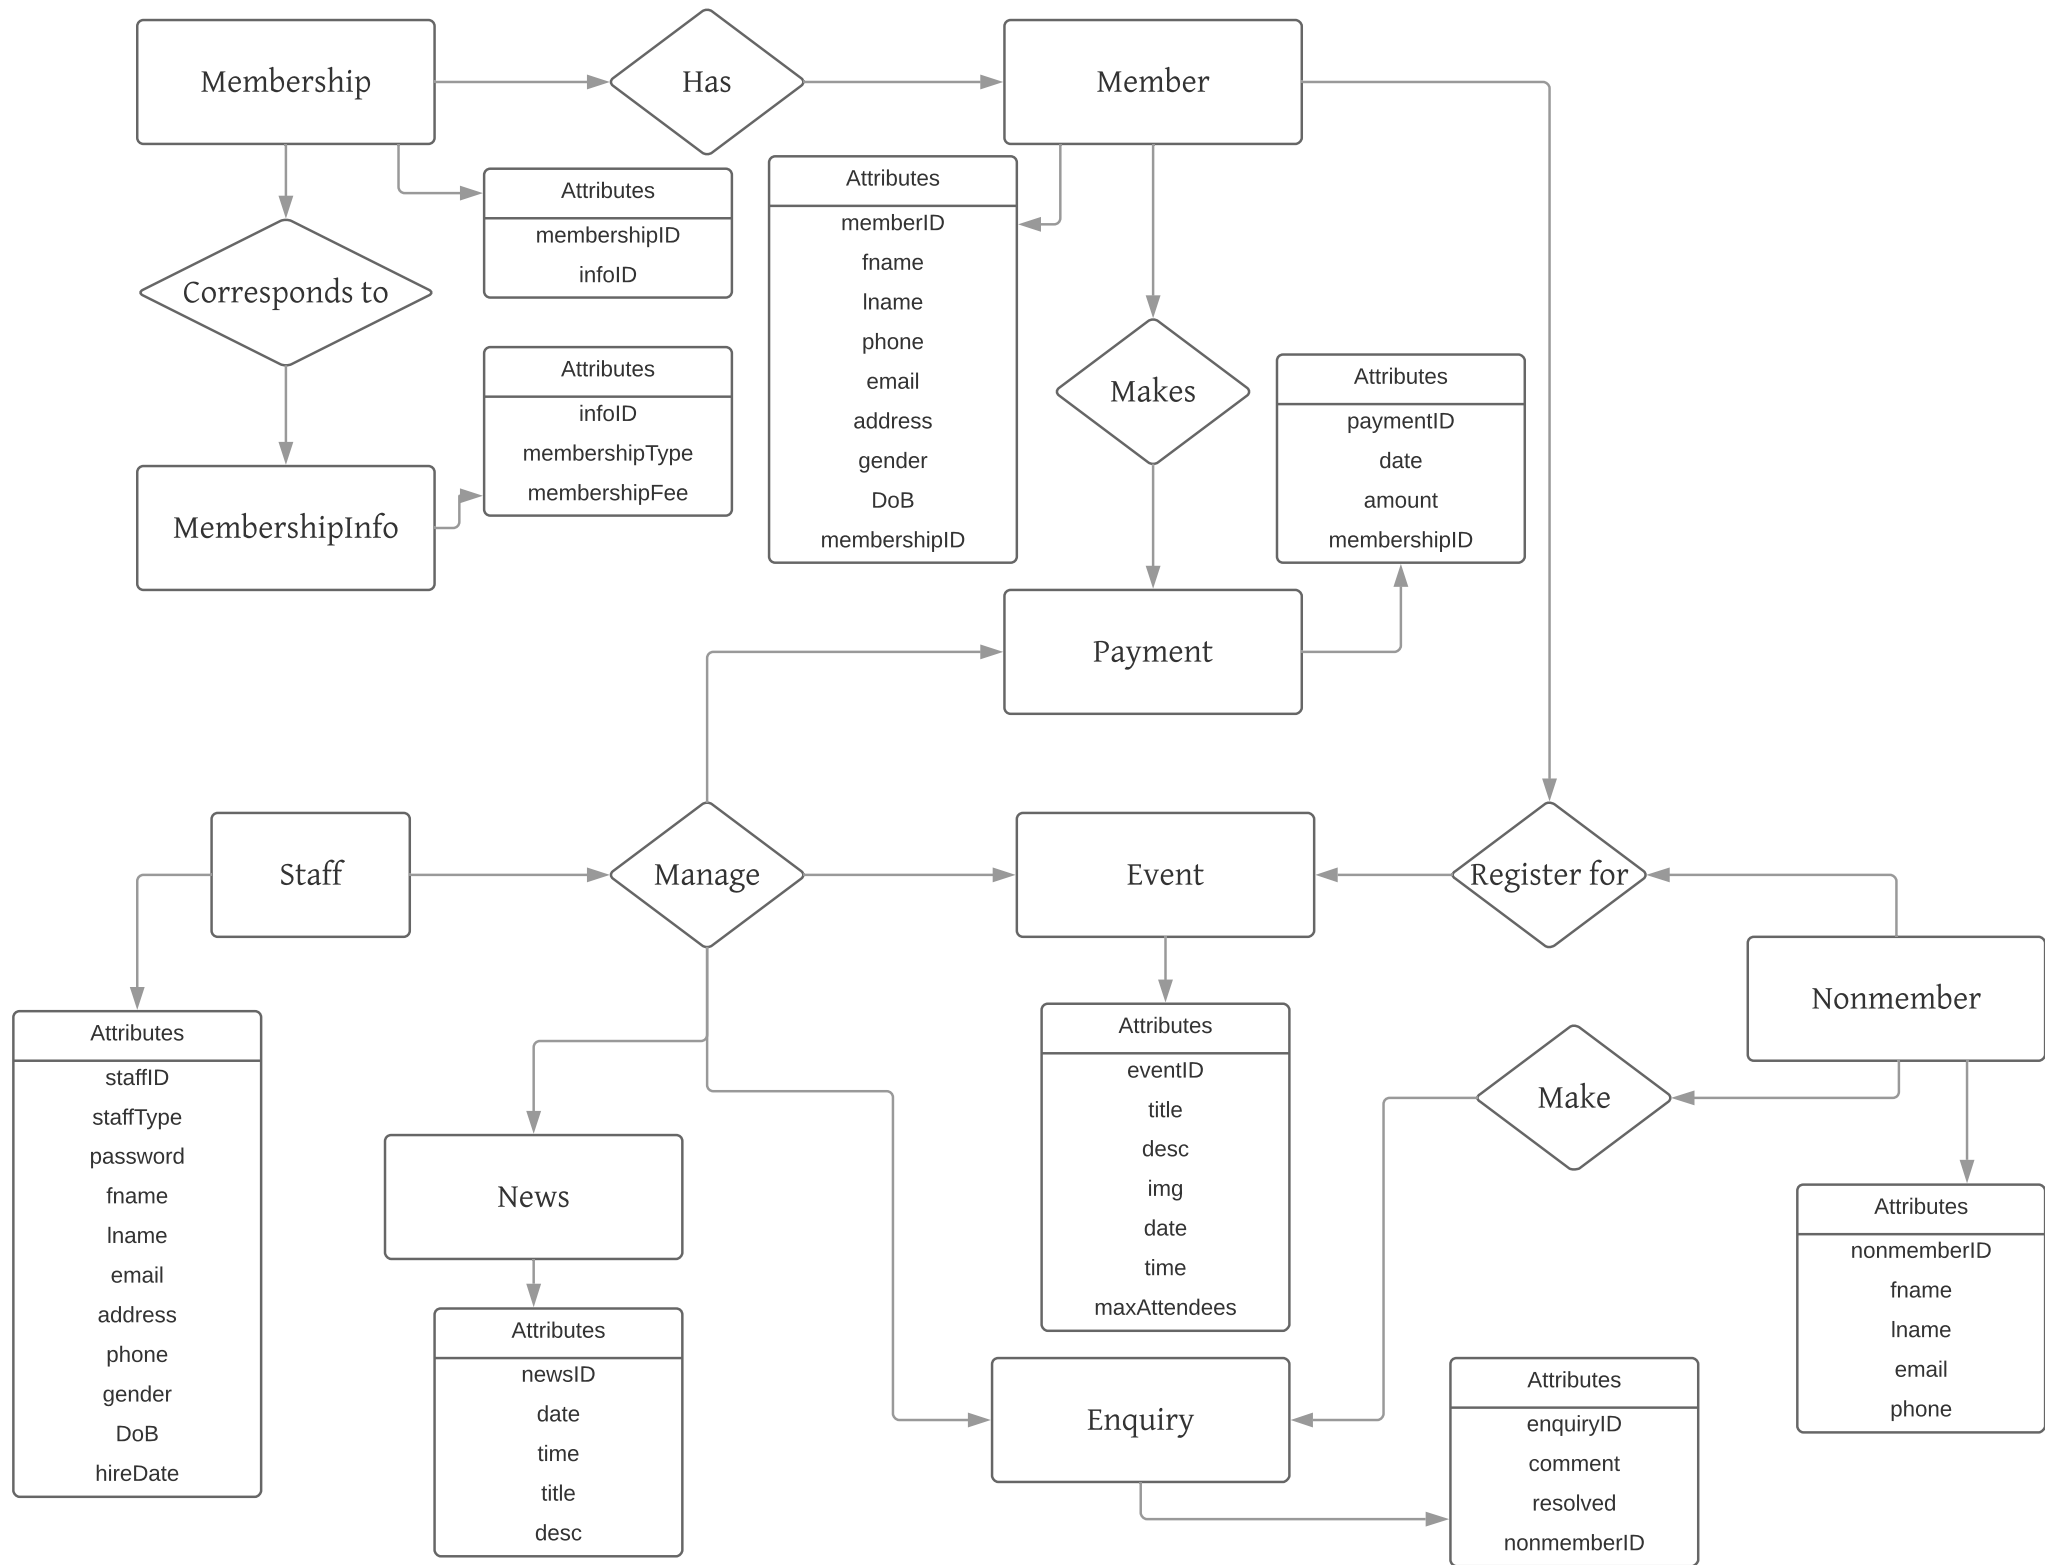 Membership
Has
Member
Attributes
membershipID
infoID
Attributes
memberID
fname
lname
phone
email
address
gender
DoB
membershipID
Corresponds to
Makes
Attributes
infoID
membershipType
membershipFee
Attributes
paymentID
date
amount
membershipID
MembershipInfo
Payment
Staff
Manage
Event
Register for
Nonmember
Attributes
staffID
staffType
password
fname
lname
email
address
phone
gender
DoB
hireDate
Attributes
eventID
title
desc
img
date
time
maxAttendees
Make
News
Attributes
nonmemberID
fname
lname
email
phone
Attributes
newsID
date
time
title
desc
Enquiry
Attributes
enquiryID
comment
resolved
nonmemberID